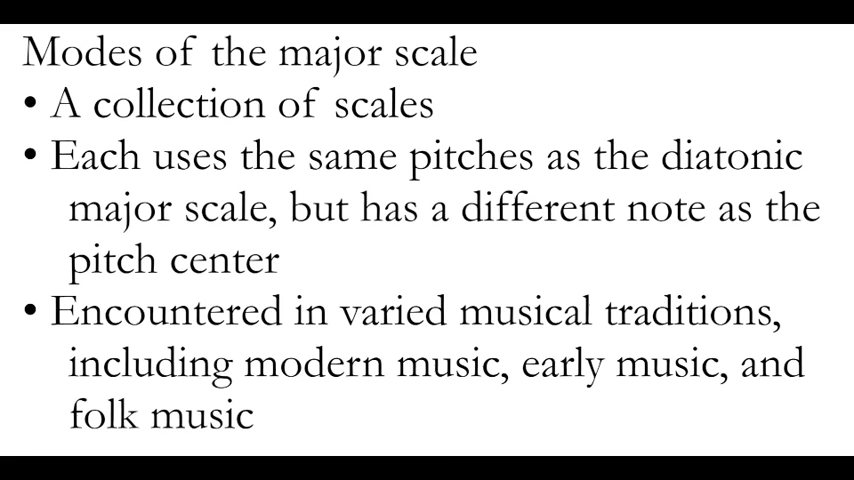 Modes of the major scale
• A collection of scales
• Each uses the same pitches as the diatonic
major scale, but has a different note as the
pitch center
• Encountered in varied musical traditions,
including modern music, early music, and
folk music